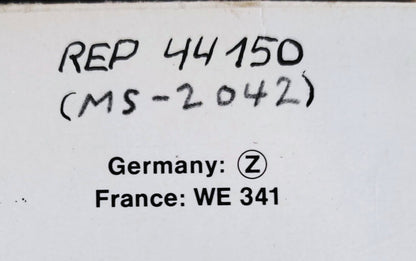 REP 44150
(MS-2042)
Germany: Ⓩ
France: WE 341